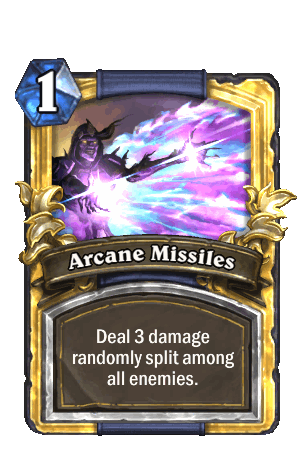 1
Arcane Missiles
Deal 3 damage
randomly split among
all enemies.